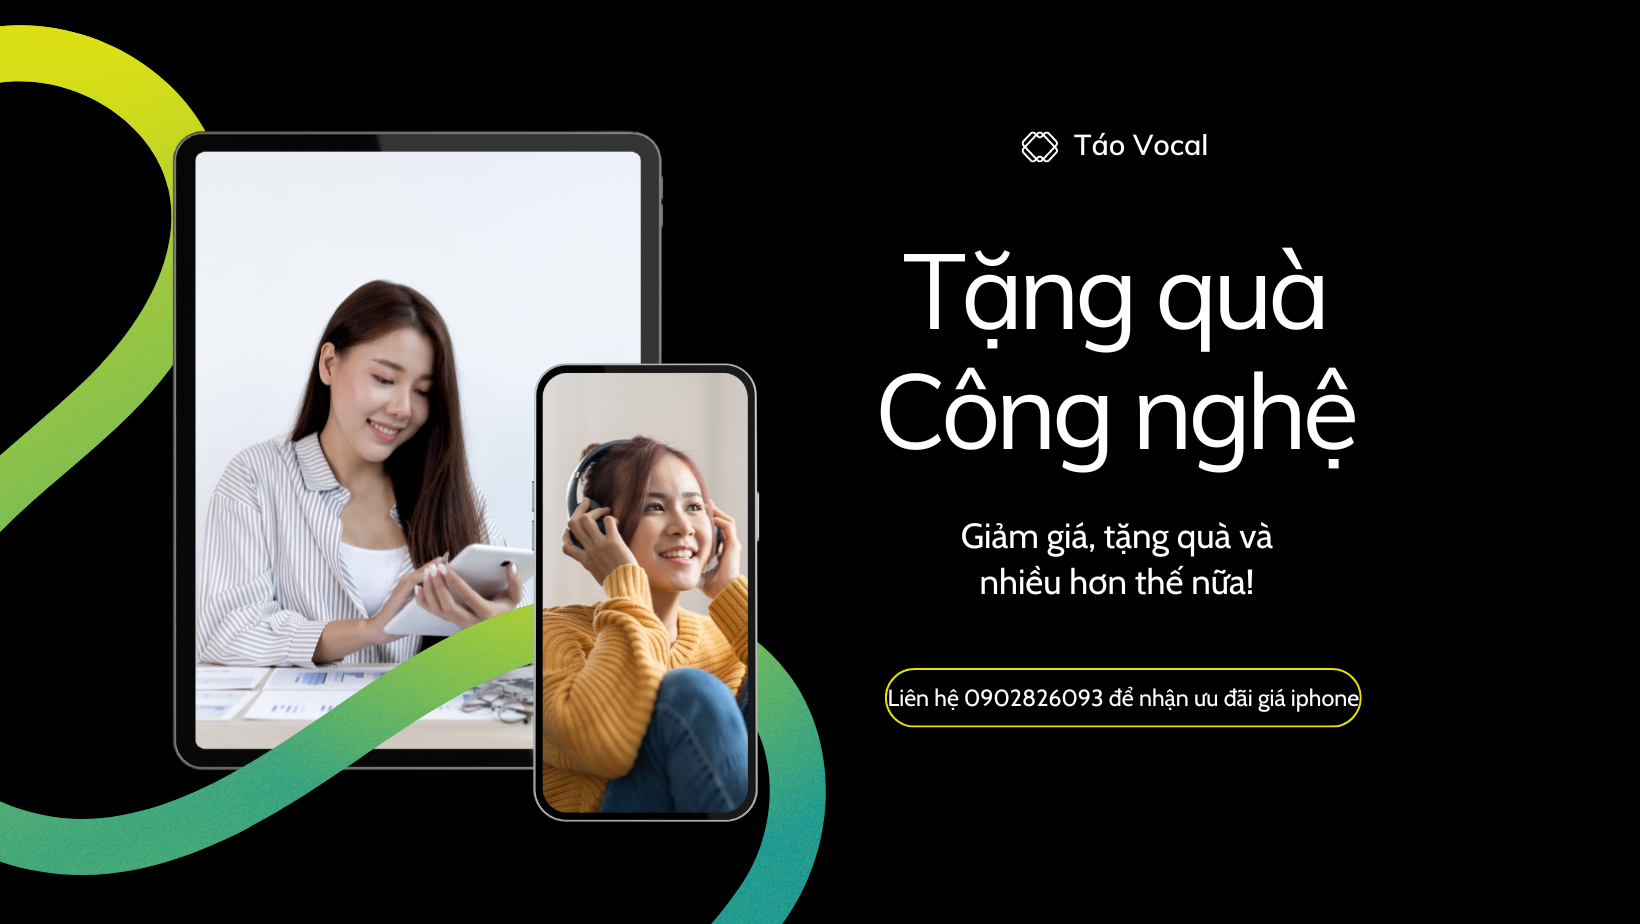 Táo Vocal
Tặng quà
Công nghệ
Giảm giá, tặng quà và
nhiều hơn thế nữa!
Liên hệ 0902826093 để nhận ưu đãi giá iphone